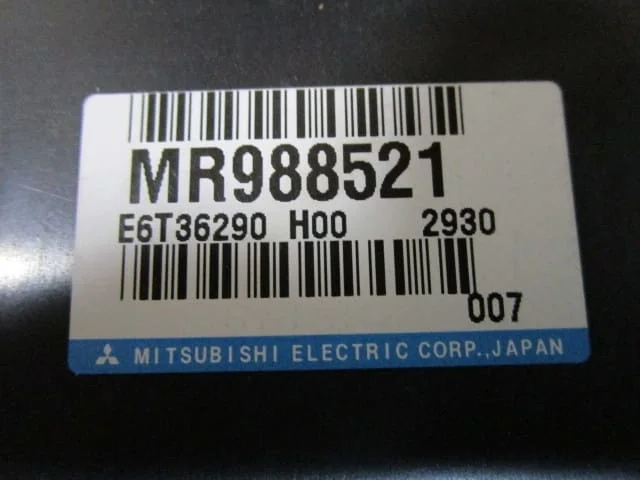 MR988521
E6T36290 H00 2930
007
MITSUBISHI ELECTRIC CORP.,JAPAN